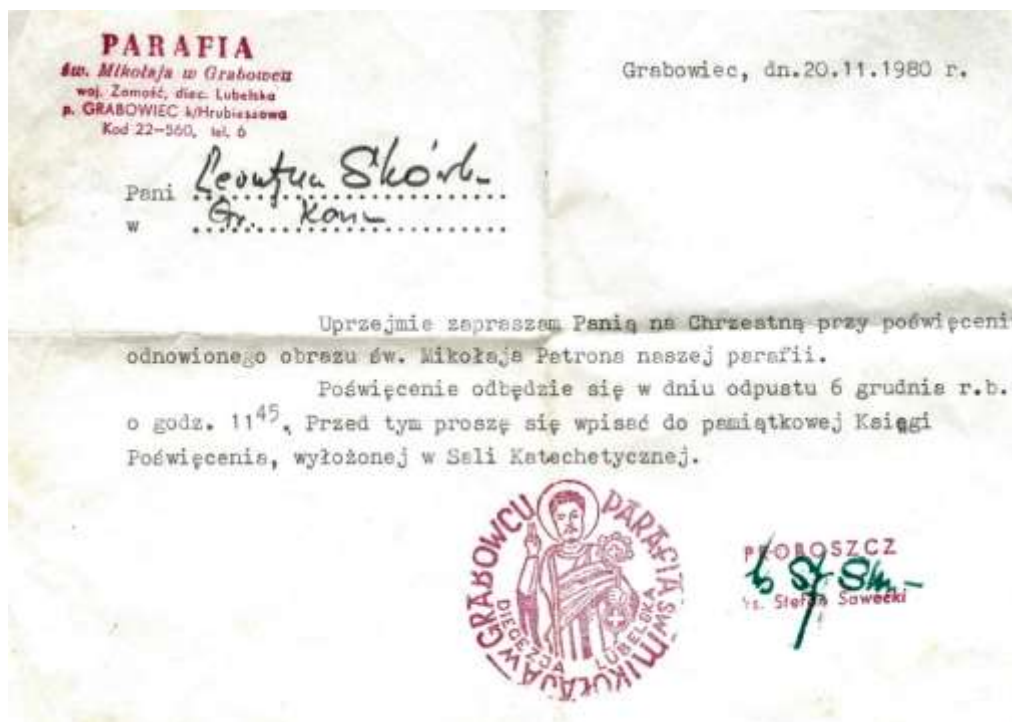 PARAFIA
św. Mikołaja w Grabowcu
woj. Zamość, diec. Lubelska
p. GRABOWIEC k/Hrubieszowa
Kod 22-560, tel. 6
Grabowiec, dn.20.11.1980 r.
Pani Leontyna
w Gr.
Uprzejmie zapraszam Panią na Chrzestną przy poświęceni
odnowionego obrazu św. Mikołaja Patrona naszej parafii.
Poświęcenie odbędzie się w dniu odpustu 6 grudnia r.b.
o godz. 11⁴⁵. Przed tym proszę się wpisać do pamiątkowej Księgi
Poświęcenia, wyłożonej w Sali Katechetycznej.
PARAFIA ŚW. MIKOŁAJA W GRABOWCU
DIECEZJA LUBELSKA
PROBOSZCZ
ks. Stefan Sawecki